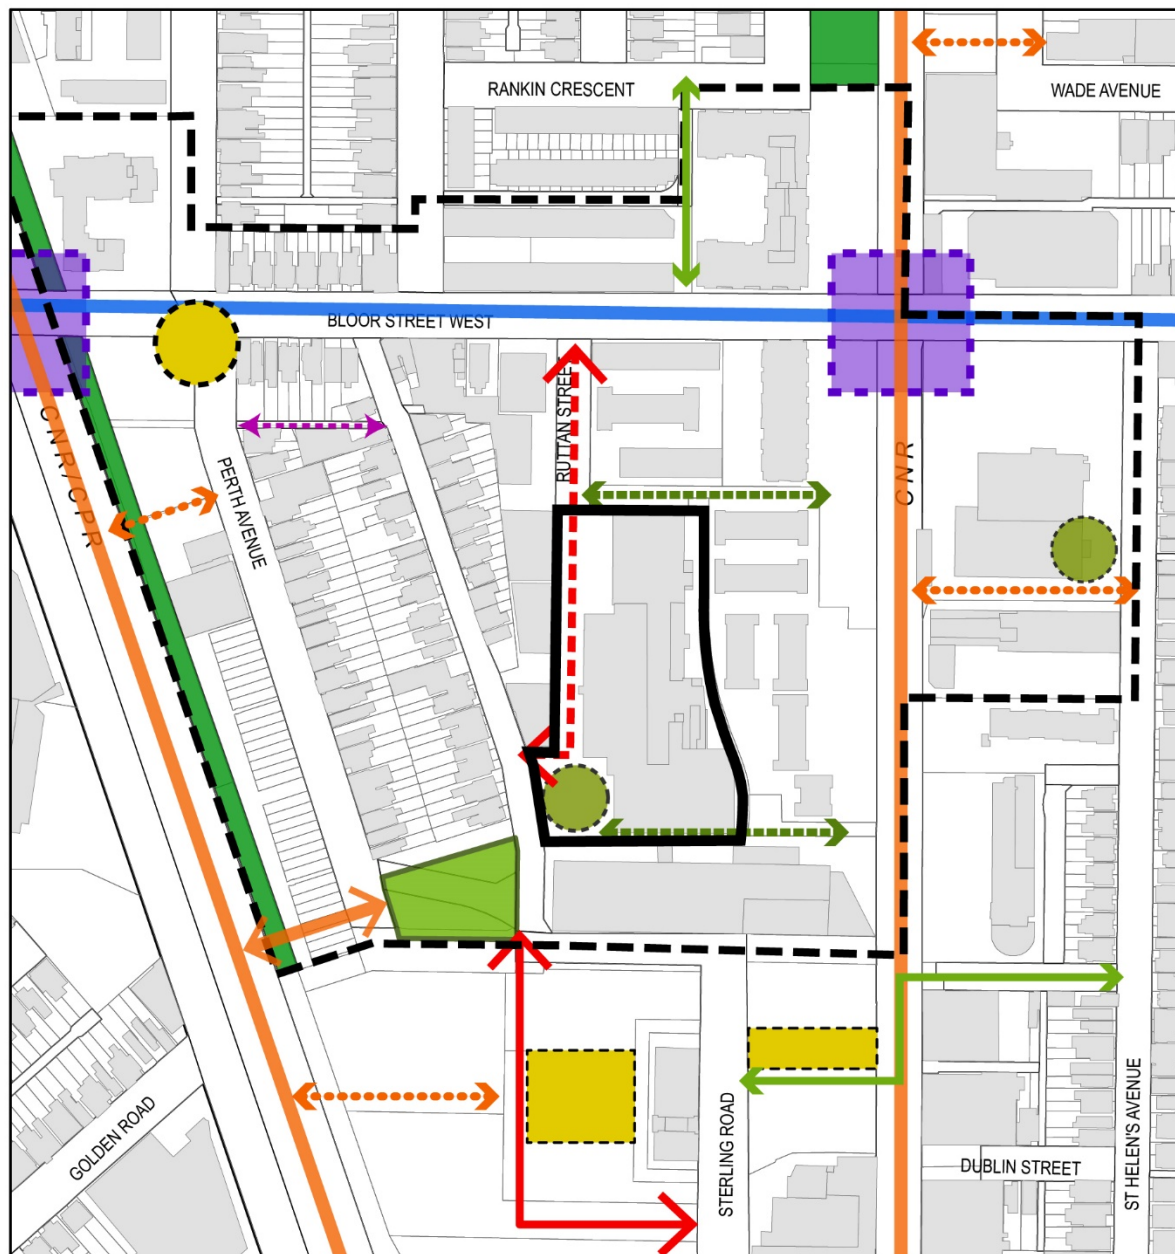 RANKIN CRESCENT
WADE AVENUE
BLOOR STREET WEST
RUTTAN STREET
CNR/CPR
PERTH AVENUE
CNR
GOLDEN ROAD
STERLING ROAD
DUBLIN STREET
ST HELEN'S AVENUE